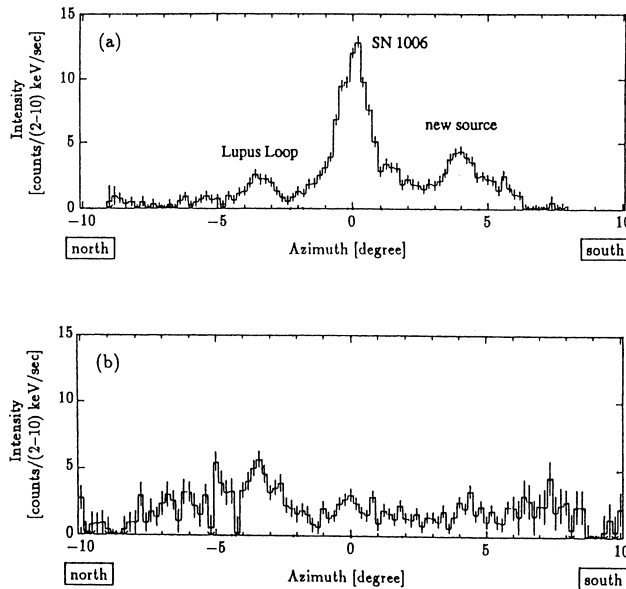 15
(a)
SN 1006
10
Intensity
[counts/(2–10) keV/sec]
new source
Lupus Loop
5
0
−10 −5 0 5 10
north Azimuth [degree] south
15
(b)
10
Intensity
[counts/(2–10) keV/sec]
5
0
−10 −5 0 5 10
north Azimuth [degree] south